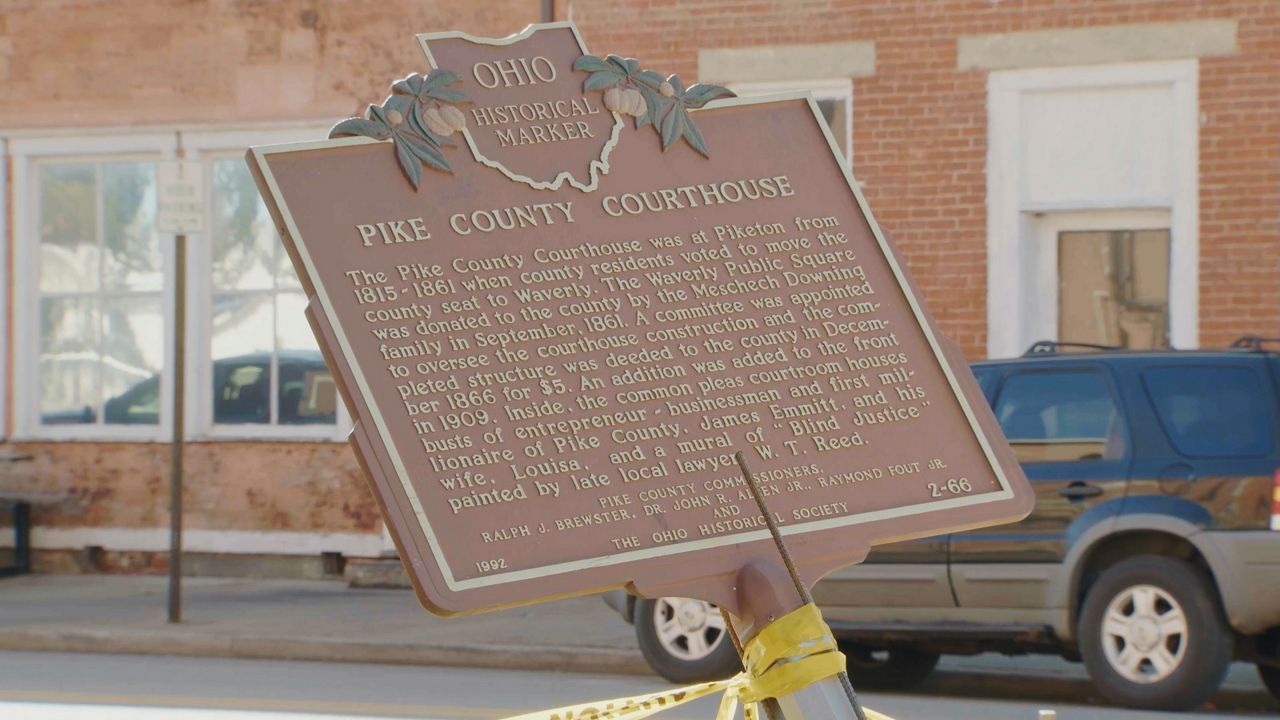 OHIO
HISTORICAL
MARKER
PIKE COUNTY COURTHOUSE
The Pike County Courthouse was at Piketon from
1815-1861 when county residents voted to move the
county seat to Waverly. The Waverly Public Square
was donated to the county by the Meschech Downing
family in September, 1861. A committee was appointed
to oversee the courthouse construction and the com-
pleted structure was deeded to the county in Decem-
ber 1866 for $5. An addition was added to the front
in 1909. Inside, the common pleas courtroom houses
busts of entrepreneur-businessman and first mil-
lionaire of Pike County, James Emmitt, and his
wife, Louisa, and a mural of "Blind Justice"
painted by late local lawyer W. T. Reed.
PIKE COUNTY COMMISSIONERS,
RALPH J. BREWSTER, DR. JOHN R. ALLEN JR., RAYMOND FOUT JR.
AND
THE OHIO HISTORICAL SOCIETY
1992
2-66